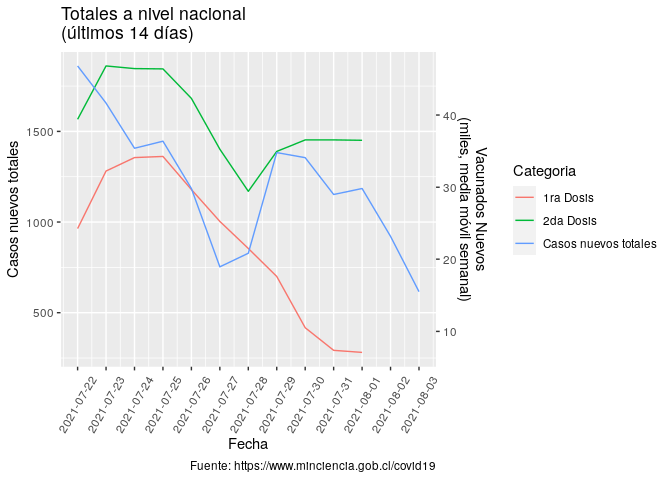 Totales a nivel nacional
(últimos 14 días)
Casos nuevos totales
1500
1000
500
40
30
20
10
Vacunados Nuevos
(miles, media móvil semanal)
2021-07-22
2021-07-23
2021-07-24
2021-07-25
2021-07-26
2021-07-27
2021-07-28
2021-07-29
2021-07-30
2021-07-31
2021-08-01
2021-08-02
2021-08-03
Fecha
Categoria
1ra Dosis
2da Dosis
Casos nuevos totales
Fuente: https://www.minciencia.gob.cl/covid19